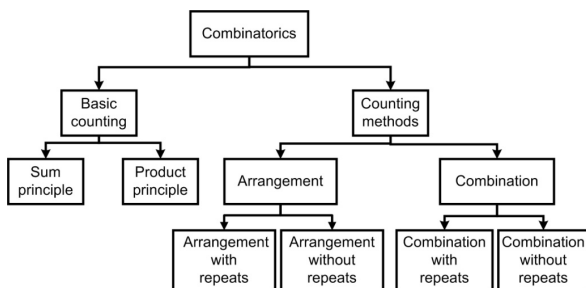 Combinatorics
Basic
counting
Counting
methods
Sum
principle
Product
principle
Arrangement
Combination
Arrangement
with
repeats
Arrangement
without
repeats
Combination
with
repeats
Combination
without
repeats